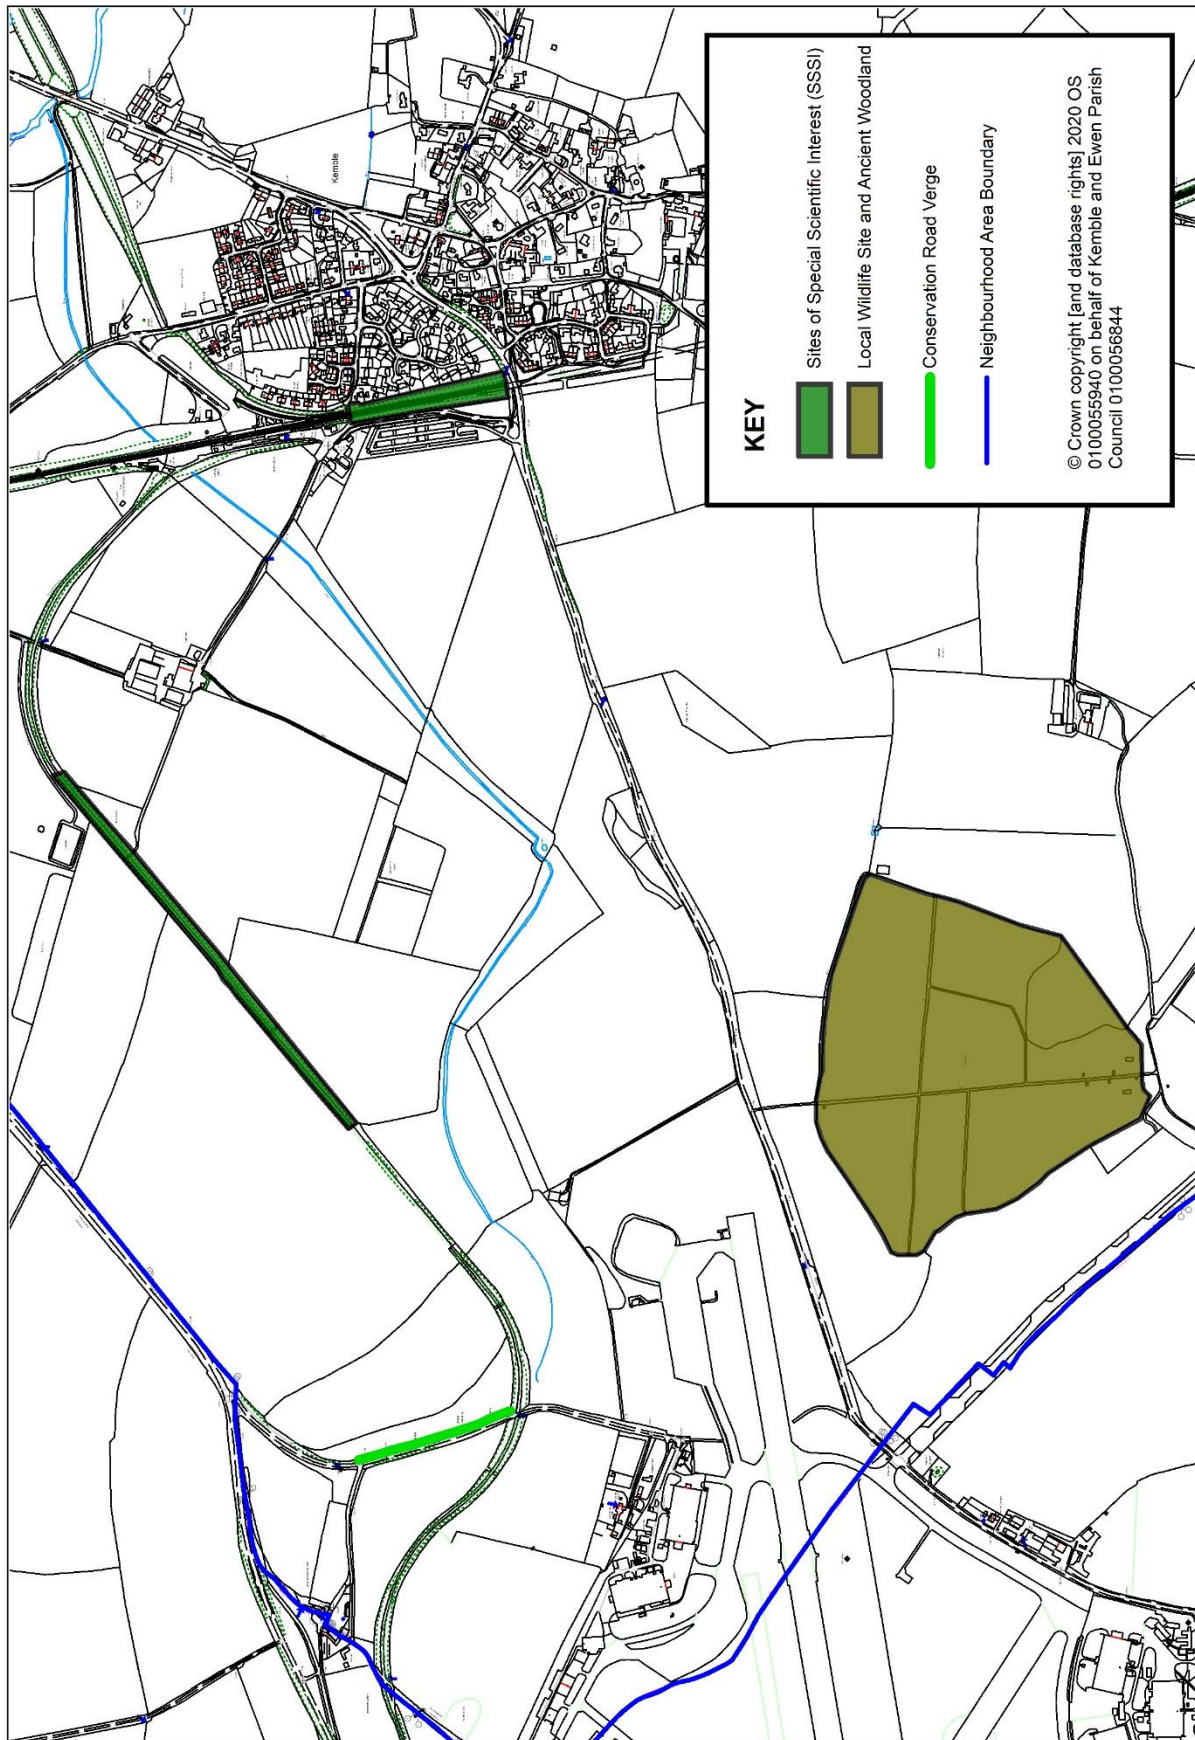 Kemble
KEY
Sites of Special Scientific Interest (SSSI)
Local Wildlife Site and Ancient Woodland
Conservation Road Verge
Neighbourhood Area Boundary
© Crown copyright [and database rights] 2020 OS
0100055940 on behalf of Kemble and Ewen Parish
Council 0100056844